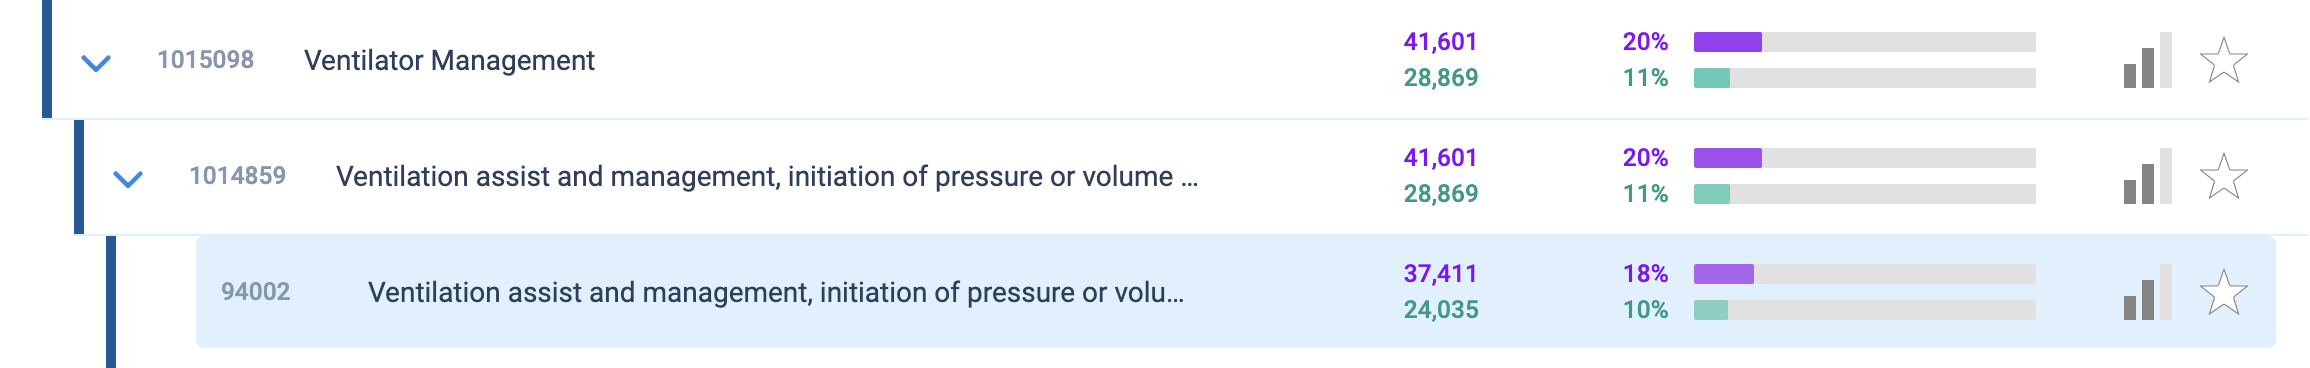 1015098 Ventilator Management 41,601 20%
28,869 11%
1014859 Ventilation assist and management, initiation of pressure or volume ... 41,601 20%
28,869 11%
94002 Ventilation assist and management, initiation of pressure or volu... 37,411 18%
24,035 10%